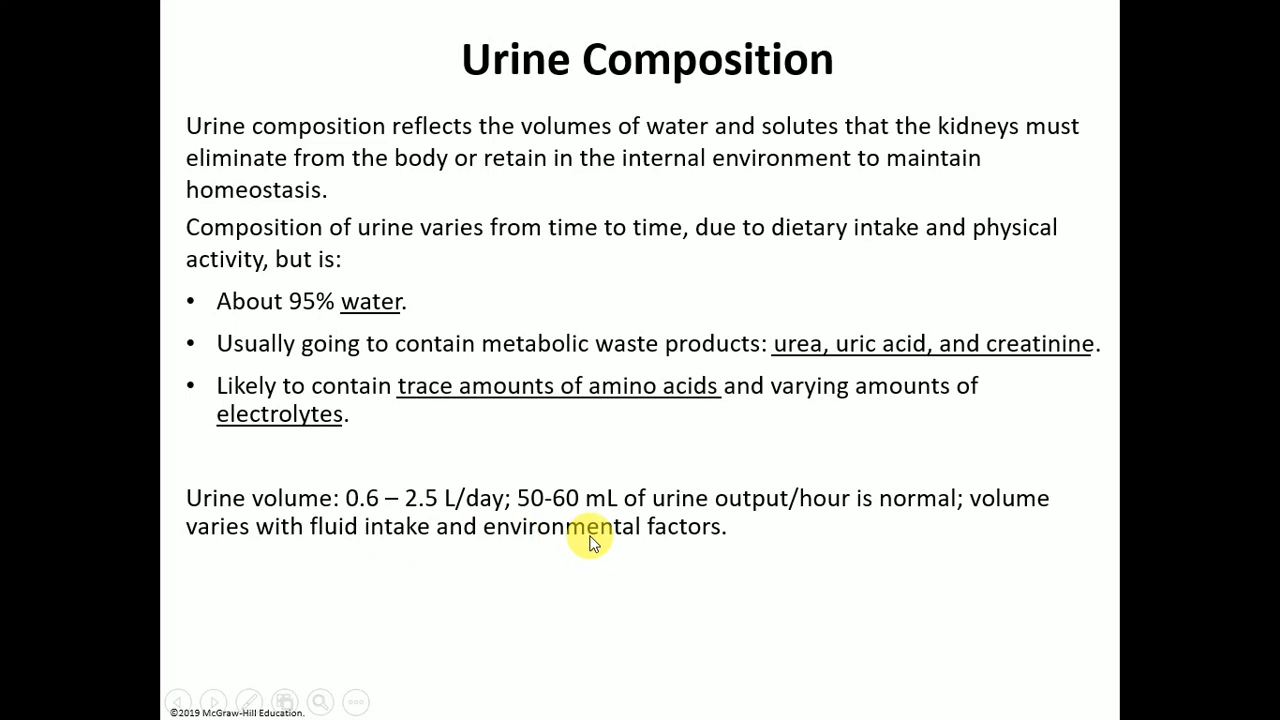 Urine Composition
Urine composition reflects the volumes of water and solutes that the kidneys must
eliminate from the body or retain in the internal environment to maintain
homeostasis.
Composition of urine varies from time to time, due to dietary intake and physical
activity, but is:
• About 95% water.
• Usually going to contain metabolic waste products: urea, uric acid, and creatinine.
• Likely to contain trace amounts of amino acids and varying amounts of
electrolytes.
Urine volume: 0.6 – 2.5 L/day; 50-60 mL of urine output/hour is normal; volume
varies with fluid intake and environmental factors.
©2019 McGraw-Hill Education.